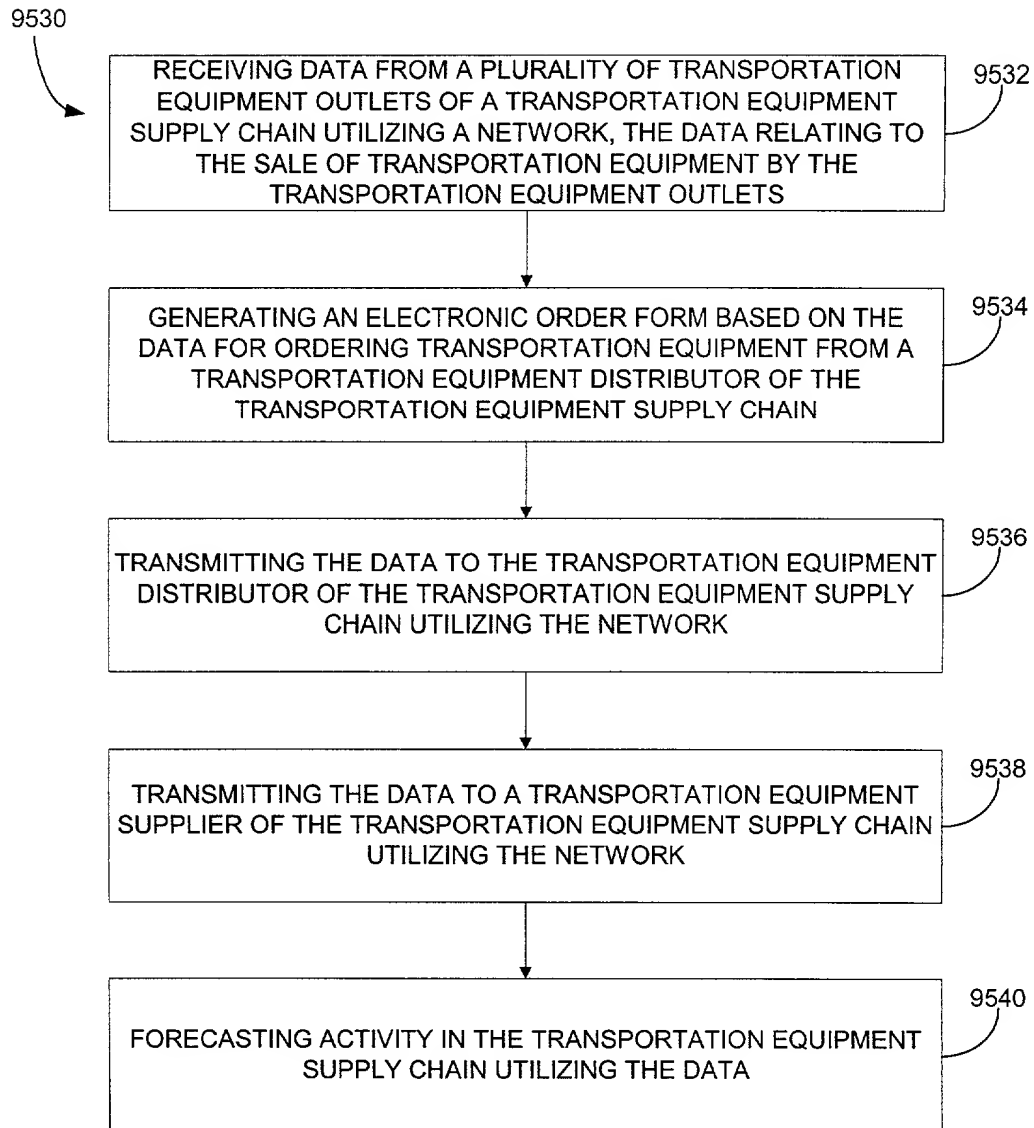 9530
RECEIVING DATA FROM A PLURALITY OF TRANSPORTATION
EQUIPMENT OUTLETS OF A TRANSPORTATION EQUIPMENT
SUPPLY CHAIN UTILIZING A NETWORK, THE DATA RELATING TO
THE SALE OF TRANSPORTATION EQUIPMENT BY THE
TRANSPORTATION EQUIPMENT OUTLETS
9532
GENERATING AN ELECTRONIC ORDER FORM BASED ON THE
DATA FOR ORDERING TRANSPORTATION EQUIPMENT FROM A
TRANSPORTATION EQUIPMENT DISTRIBUTOR OF THE
TRANSPORTATION EQUIPMENT SUPPLY CHAIN
9534
TRANSMITTING THE DATA TO THE TRANSPORTATION EQUIPMENT
DISTRIBUTOR OF THE TRANSPORTATION EQUIPMENT SUPPLY
CHAIN UTILIZING THE NETWORK
9536
TRANSMITTING THE DATA TO A TRANSPORTATION EQUIPMENT
SUPPLIER OF THE TRANSPORTATION EQUIPMENT SUPPLY CHAIN
UTILIZING THE NETWORK
9538
FORECASTING ACTIVITY IN THE TRANSPORTATION EQUIPMENT
SUPPLY CHAIN UTILIZING THE DATA
9540